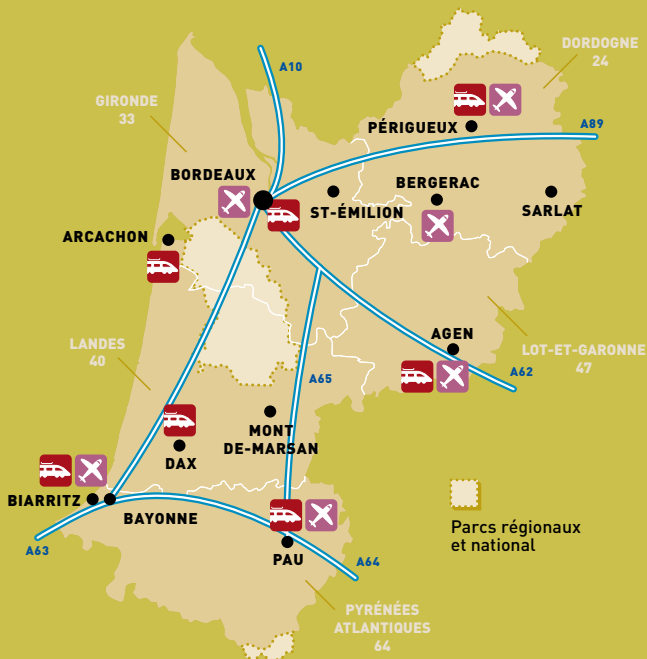 DORDOGNE
24
A10
GIRONDE
33
PÉRIGUEUX
A89
BORDEAUX
BERGERAC
ST-ÉMILION
SARLAT
ARCACHON
LANDES
40
AGEN
LOT-ET-GARONNE
47
A62
A65
MONT
DE-MARSAN
DAX
BIARRITZ
BAYONNE
A63
PAU
A64
Parcs régionaux
et national
PYRÉNÉES
ATLANTIQUES
64